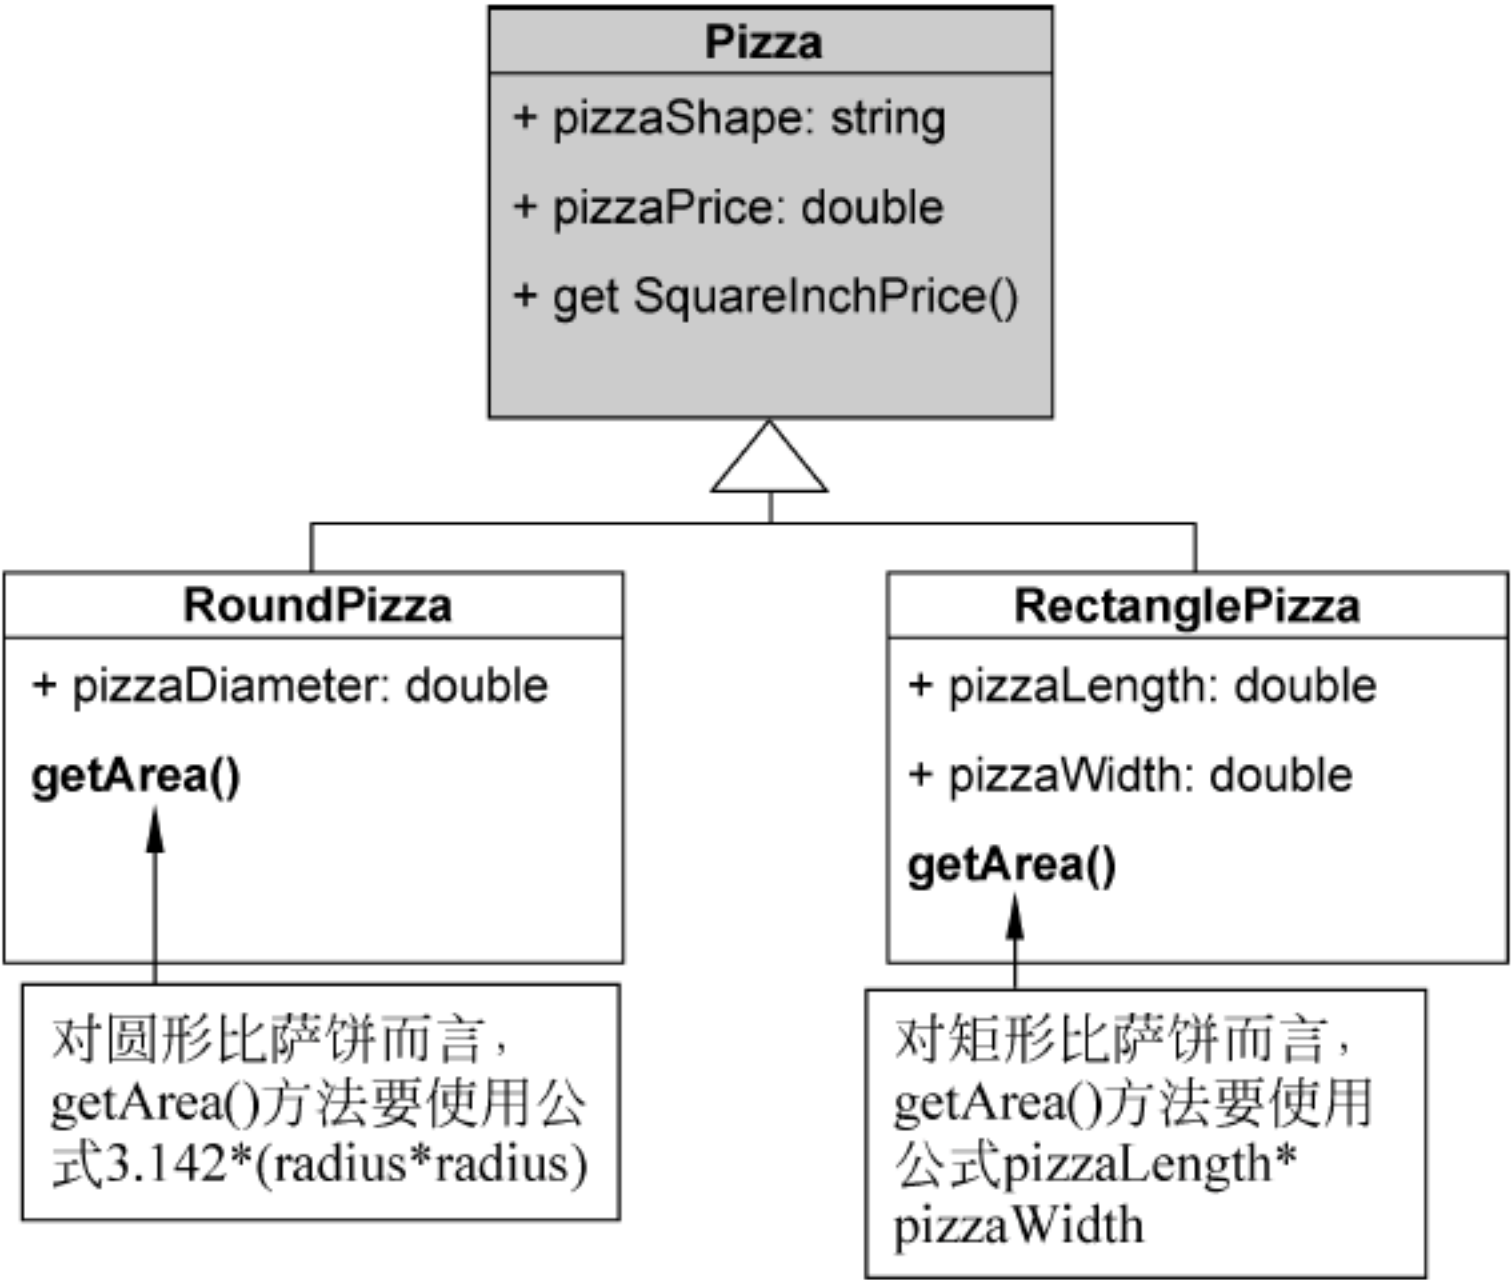 Pizza
+ pizzaShape: string
+ pizzaPrice: double
+ get SquareInchPrice()
RoundPizza
+ pizzaDiameter: double
getArea()
对圆形比萨饼而言，
getArea()方法要使用公
式3.142*(radius*radius)
RectanglePizza
+ pizzaLength: double
+ pizzaWidth: double
getArea()
对矩形比萨饼而言，
getArea()方法要使用
公式pizzaLength*
pizzaWidth